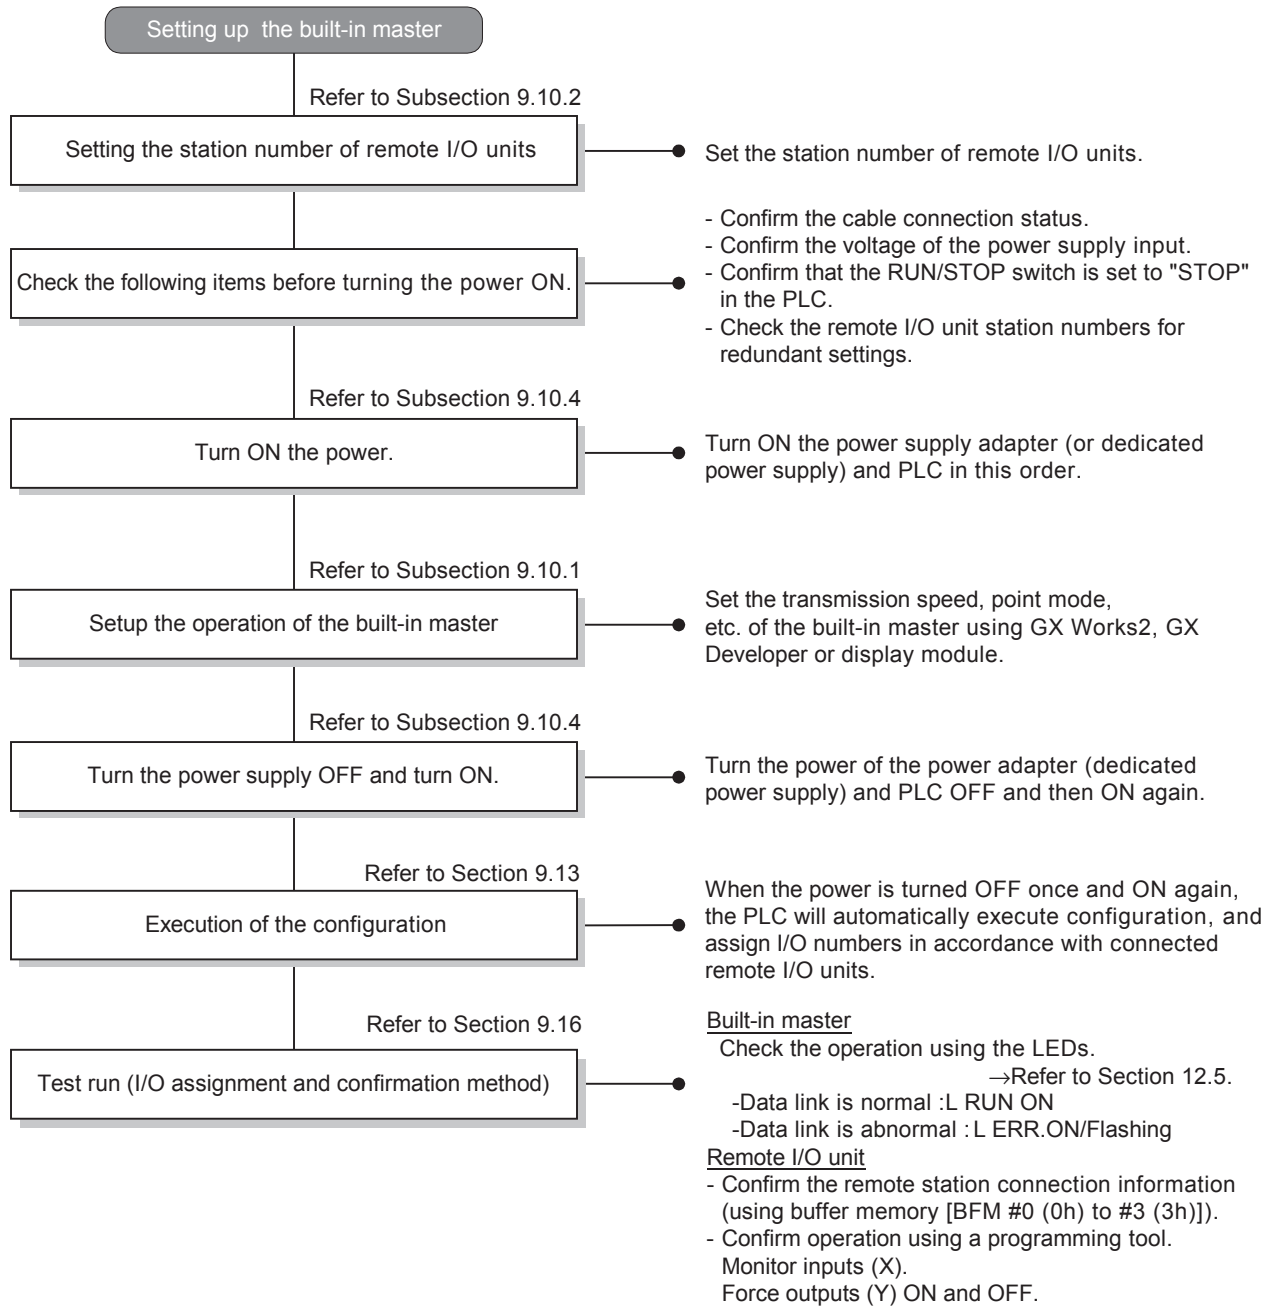 Setting up the built-in master
Refer to Subsection 9.10.2
Setting the station number of remote I/O units
Set the station number of remote I/O units.
Check the following items before turning the power ON.
- Confirm the cable connection status.
- Confirm the voltage of the power supply input.
- Confirm that the RUN/STOP switch is set to "STOP"
in the PLC.
- Check the remote I/O unit station numbers for
redundant settings.
Refer to Subsection 9.10.4
Turn ON the power.
Turn ON the power supply adapter (or dedicated
power supply) and PLC in this order.
Refer to Subsection 9.10.1
Setup the operation of the built-in master
Set the transmission speed, point mode,
etc. of the built-in master using GX Works2, GX
Developer or display module.
Refer to Subsection 9.10.4
Turn the power supply OFF and turn ON.
Turn the power of the power adapter (dedicated
power supply) and PLC OFF and then ON again.
Refer to Section 9.13
Execution of the configuration
When the power is turned OFF once and ON again,
the PLC will automatically execute configuration, and
assign I/O numbers in accordance with connected
remote I/O units.
Refer to Section 9.16
Test run (I/O assignment and confirmation method)
Built-in master
Check the operation using the LEDs.
→Refer to Section 12.5.
-Data link is normal :L RUN ON
-Data link is abnormal : L ERR.ON/Flashing
Remote I/O unit
- Confirm the remote station connection information
(using buffer memory [BFM #0 (0h) to #3 (3h)]).
- Confirm operation using a programming tool.
Monitor inputs (X).
Force outputs (Y) ON and OFF.